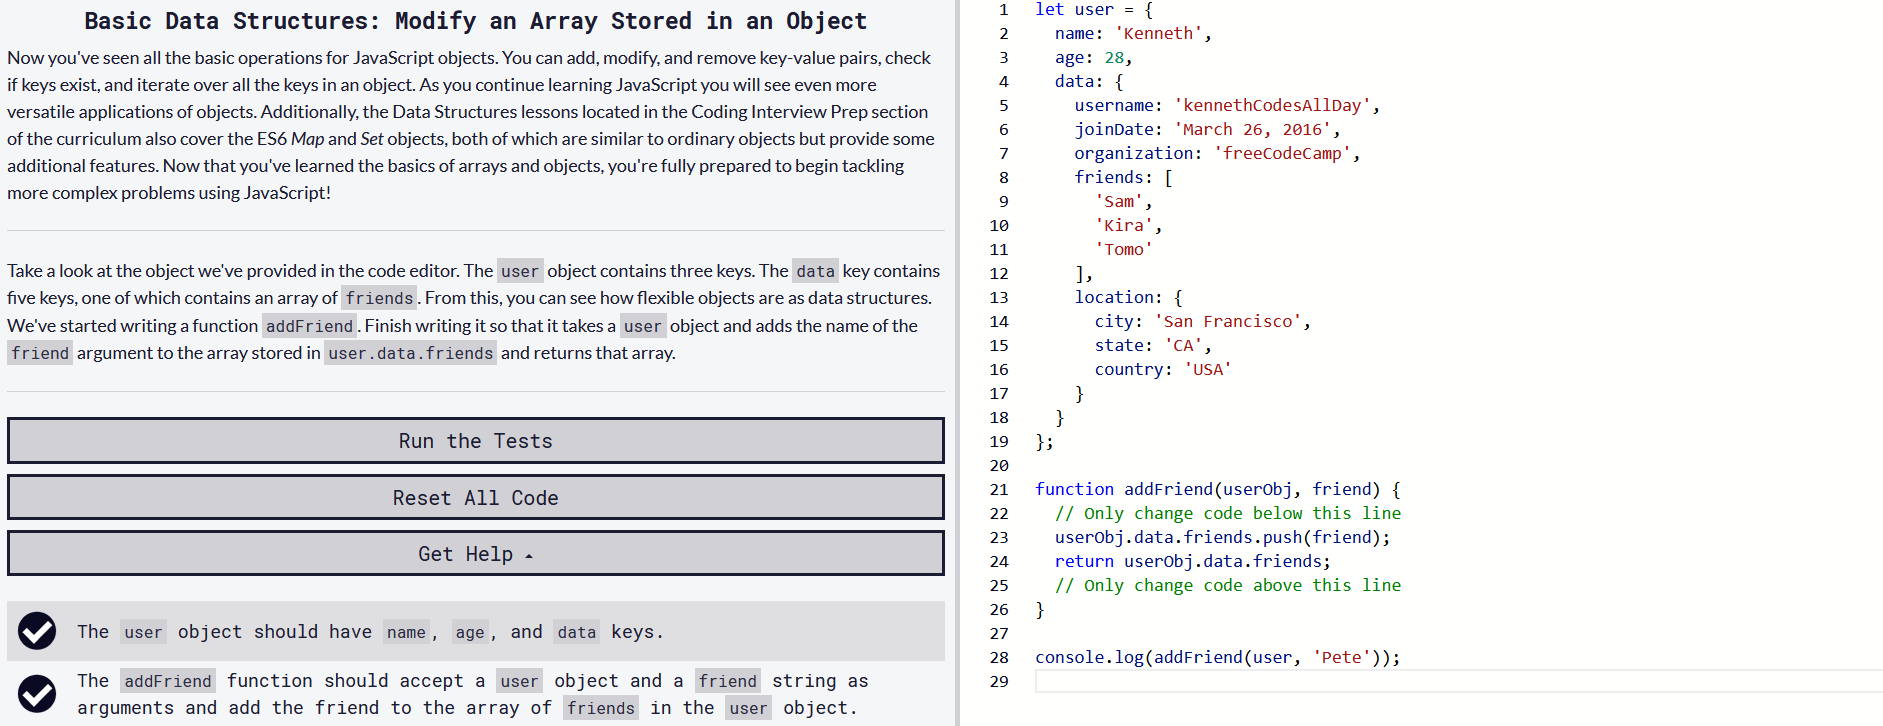 Basic Data Structures: Modify an Array Stored in an Object
Now you've seen all the basic operations for JavaScript objects. You can add, modify, and remove key-value pairs, check
if keys exist, and iterate over all the keys in an object. As you continue learning JavaScript you will see even more
versatile applications of objects. Additionally, the Data Structures lessons located in the Coding Interview Prep section
of the curriculum also cover the ES6 Map and Set objects, both of which are similar to ordinary objects but provide some
additional features. Now that you've learned the basics of arrays and objects, you're fully prepared to begin tackling
more complex problems using JavaScript!
Take a look at the object we've provided in the code editor. The user object contains three keys. The data key contains
five keys, one of which contains an array of friends. From this, you can see how flexible objects are as data structures.
We've started writing a function addFriend. Finish writing it so that it takes a user object and adds the name of the
friend argument to the array stored in user.data.friends and returns that array.
Run the Tests
Reset All Code
Get Help
The user object should have name, age, and data keys.
The addFriend function should accept a user object and a friend string as
arguments and add the friend to the array of friends in the user object.
1 let user = {
2   name: 'Kenneth',
3   age: 28,
4   data: {
5     username: 'kennethCodesAllDay',
6     joinDate: 'March 26, 2016',
7     organization: 'freeCodeCamp',
8     friends: [
9       'Sam',
10       'Kira',
11       'Tomo'
12     ],
13     location: {
14       city: 'San Francisco',
15       state: 'CA',
16       country: 'USA'
17     }
18   }
19 };
20
21 function addFriend(userObj, friend) {
22   // Only change code below this line
23   userObj.data.friends.push(friend);
24   return userObj.data.friends;
25   // Only change code above this line
26 }
27
28 console.log(addFriend(user, 'Pete'));
29